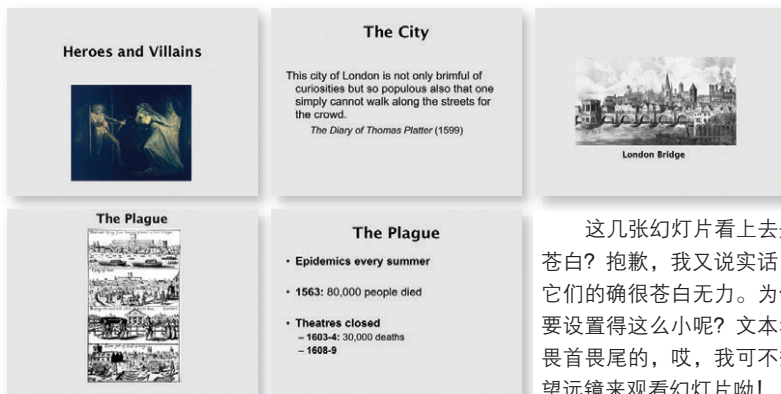 Heroes and Villains
The City
This city of London is not only brimful of
curiosities but so populous also that one
simply cannot walk along the streets for
the crowd.
The Diary of Thomas Platter (1599)
London Bridge
The Plague
The Plague
• Epidemics every summer
• 1563: 80,000 people died
• Theatres closed
– 1603-4: 30,000 deaths
– 1608-9
这几张幻灯片看上去
苍白？抱歉，我又说实话
它们的确很苍白无力。为
要设置得这么小呢？文本
畏首畏尾的，哎，我可不
望远镜来观看幻灯片呦！